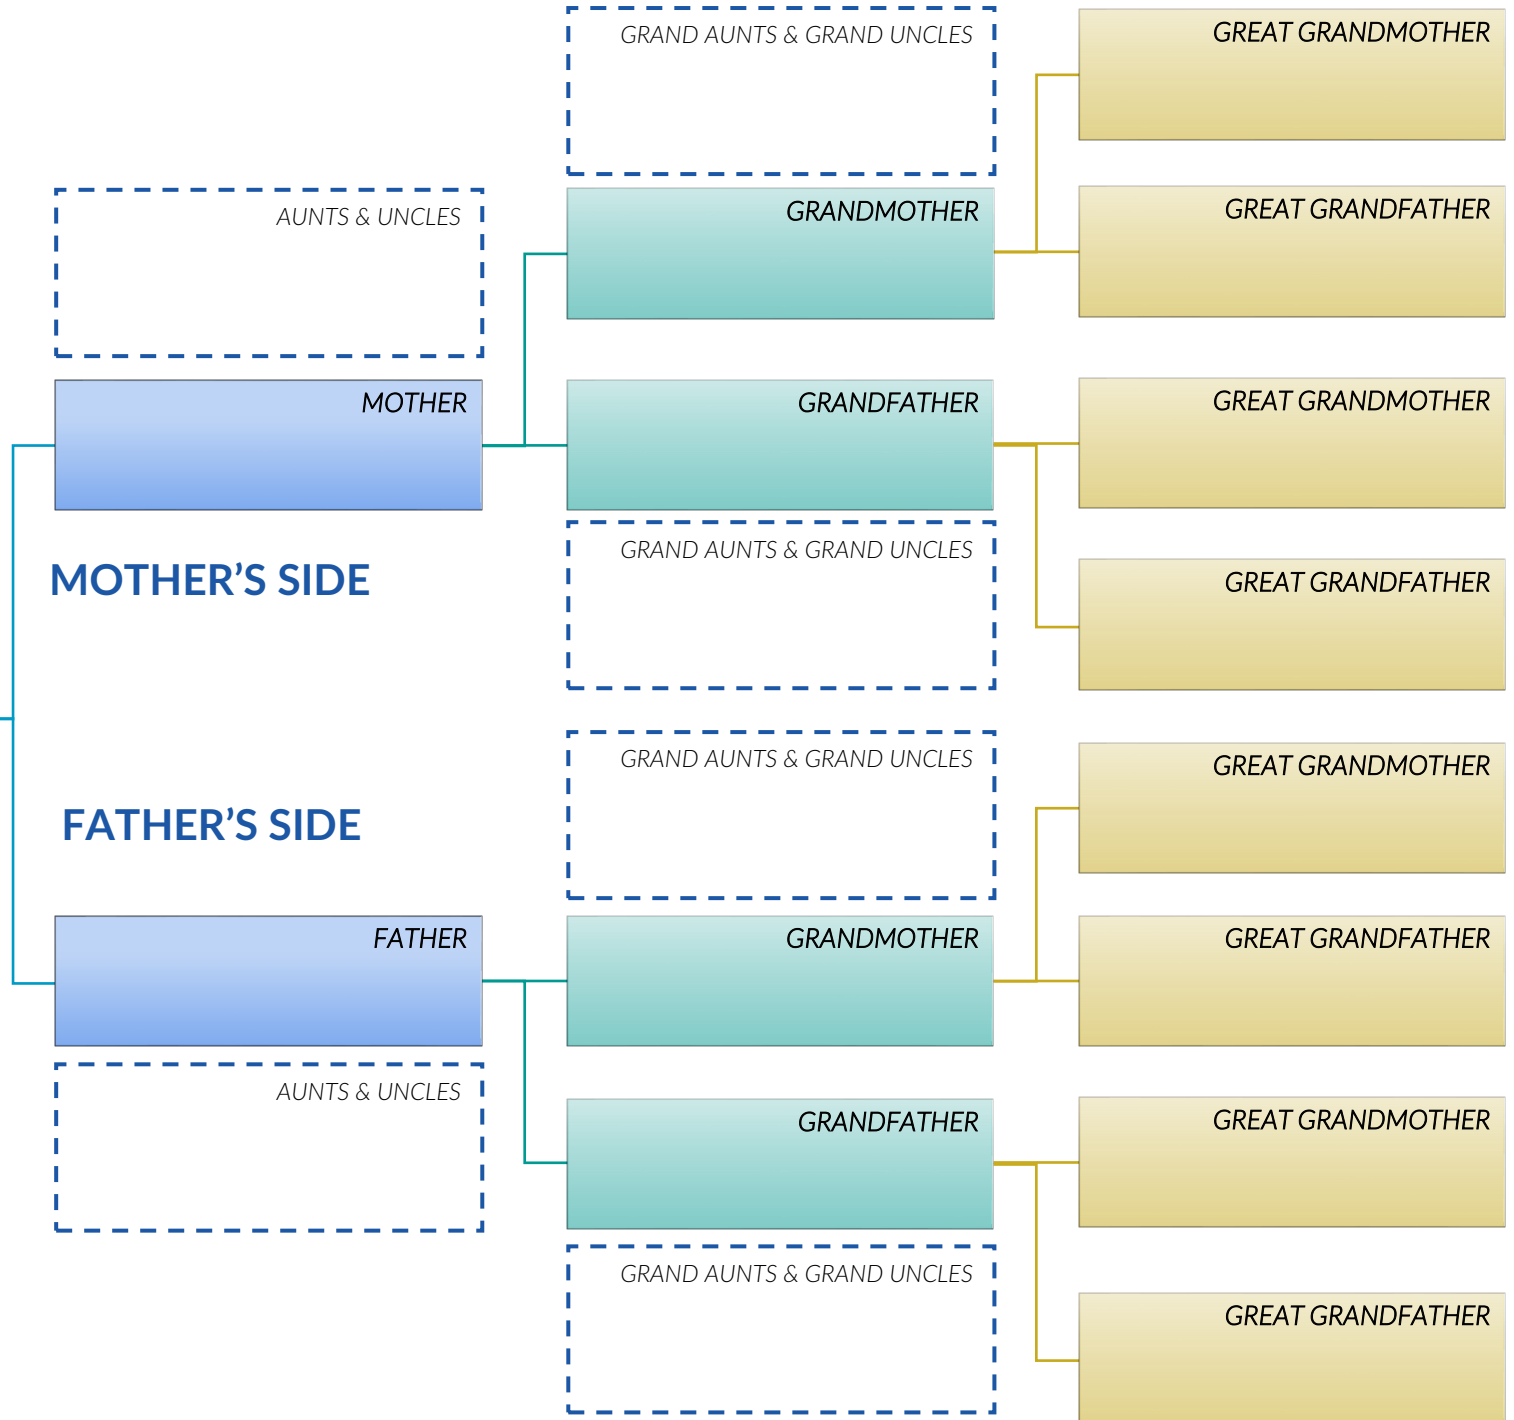 GRAND AUNTS & GRAND UNCLES
GREAT GRANDMOTHER
AUNTS & UNCLES
GRANDMOTHER
GREAT GRANDFATHER
MOTHER
GRANDFATHER
GREAT GRANDMOTHER
MOTHER’S SIDE
GRAND AUNTS & GRAND UNCLES
GREAT GRANDFATHER
GRAND AUNTS & GRAND UNCLES
GREAT GRANDMOTHER
FATHER’S SIDE
FATHER
GRANDMOTHER
GREAT GRANDFATHER
AUNTS & UNCLES
GRANDFATHER
GREAT GRANDMOTHER
GRAND AUNTS & GRAND UNCLES
GREAT GRANDFATHER